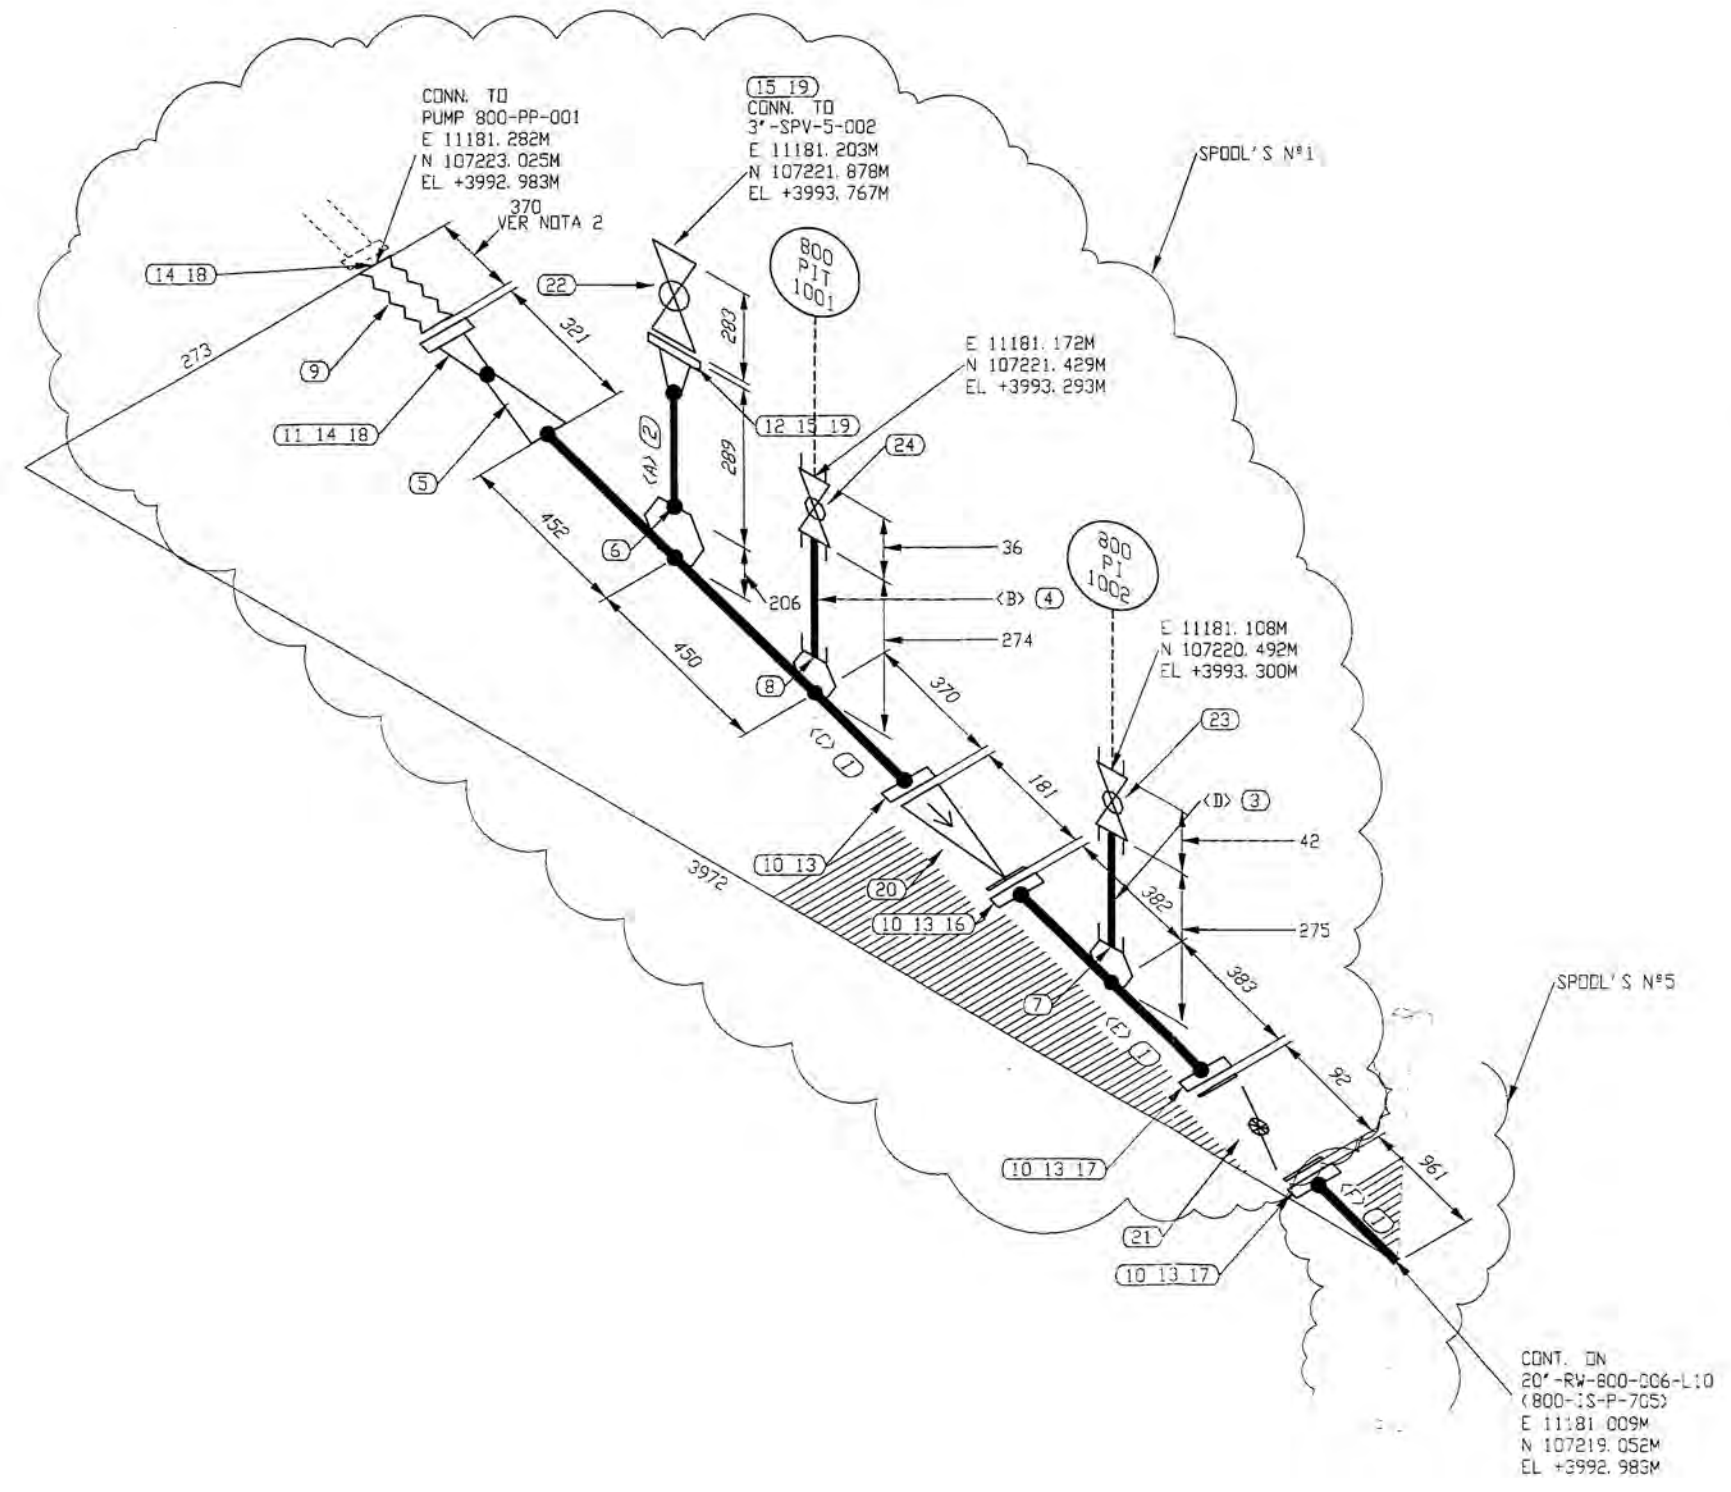 CONN. TO
PUMP 800-PP-001
E 11181.282M
N 107223.025M
EL +3992.983M
370
VER NOTA 2
15 19
CONN. TO
3"-SPV-5-002
E 11181.203M
N 107221.878M
EL +3993.767M
SPOOL'S Nº1
800
PIT
1001
14 18
22
283
321
273
9
E 11181.172M
N 107221.429M
EL +3993.293M
11 14 18
12 15 19
<A> 2
289
24
5
452
6
36
206
<B> 4
800
PI
1002
274
450
8
370
E 11181.108M
N 107220.492M
EL +3993.300M
<C> 1
23
181
<D> 3
42
10 13
3972
20
382
10 13 16
275
383
7
SPOOL'S Nº5
<E> 1
92
10 13 17
961
<F> 1
21
10 13 17
CONT. ON
20"-RW-800-006-L10
(800-IS-P-705)
E 11181.009M
N 107219.052M
EL +3992.983M